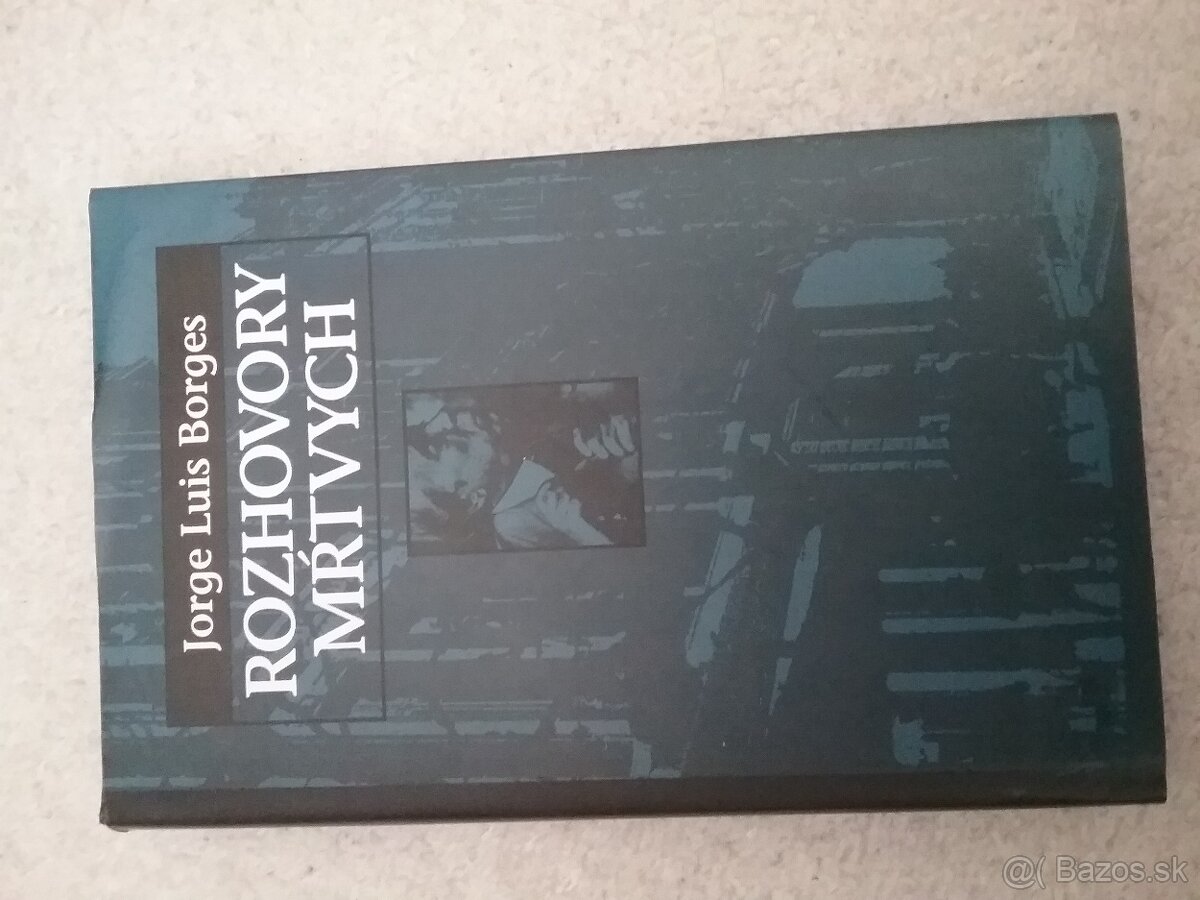 Jorge Luis Borges
ROZHOVORY
MŔTVYCH
@( Bazos.sk